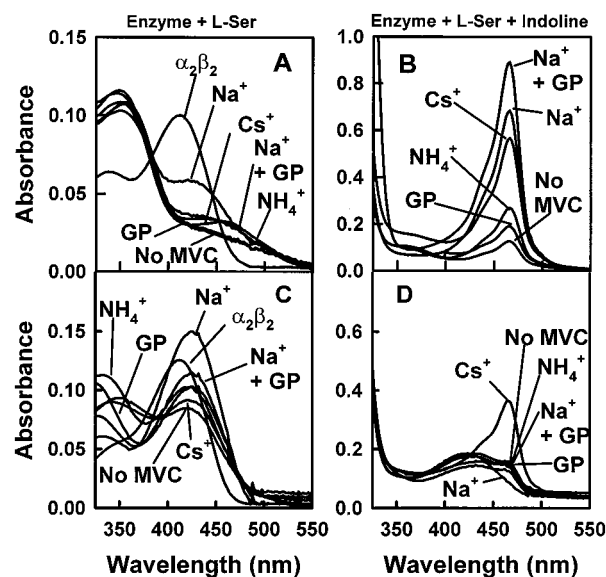 Enzyme + L-Ser
Enzyme + L-Ser + Indoline
Absorbance
0.15
0.10
0.05
0.00
α₂β₂
A
Na⁺
Cs⁺
Na⁺
+ GP
NH₄⁺
GP
No MVC
1.0
0.8
0.6
0.4
0.2
0.0
B
Na⁺
+ GP
Cs⁺
Na⁺
NH₄⁺
GP
No
MVC
Absorbance
0.15
0.10
0.05
0.00
C
NH₄⁺
GP
Na⁺
α₂β₂
Na⁺
+ GP
No MVC
Cs⁺
350 400 450 500 550
Wavelength (nm)
0.6
0.4
0.2
0.0
D
No MVC
NH₄⁺
Cs⁺
Na⁺
+ GP
GP
Na⁺
350 400 450 500 550
Wavelength (nm)